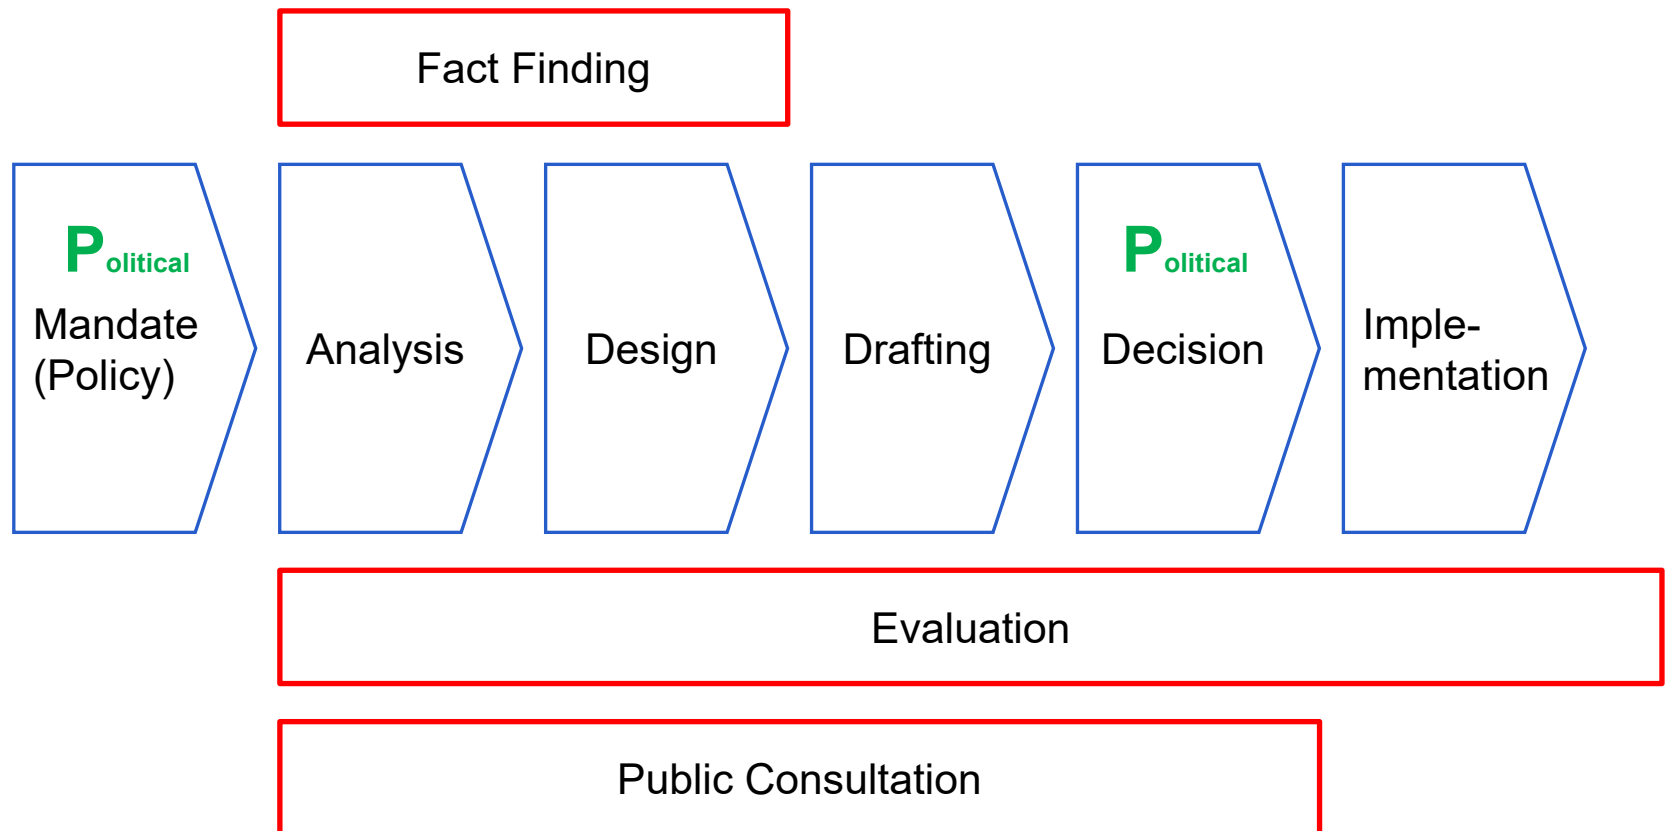 Fact Finding
Political
Mandate
(Policy)
Analysis
Design
Drafting
Political
Decision
Imple-
mentation
Evaluation
Public Consultation